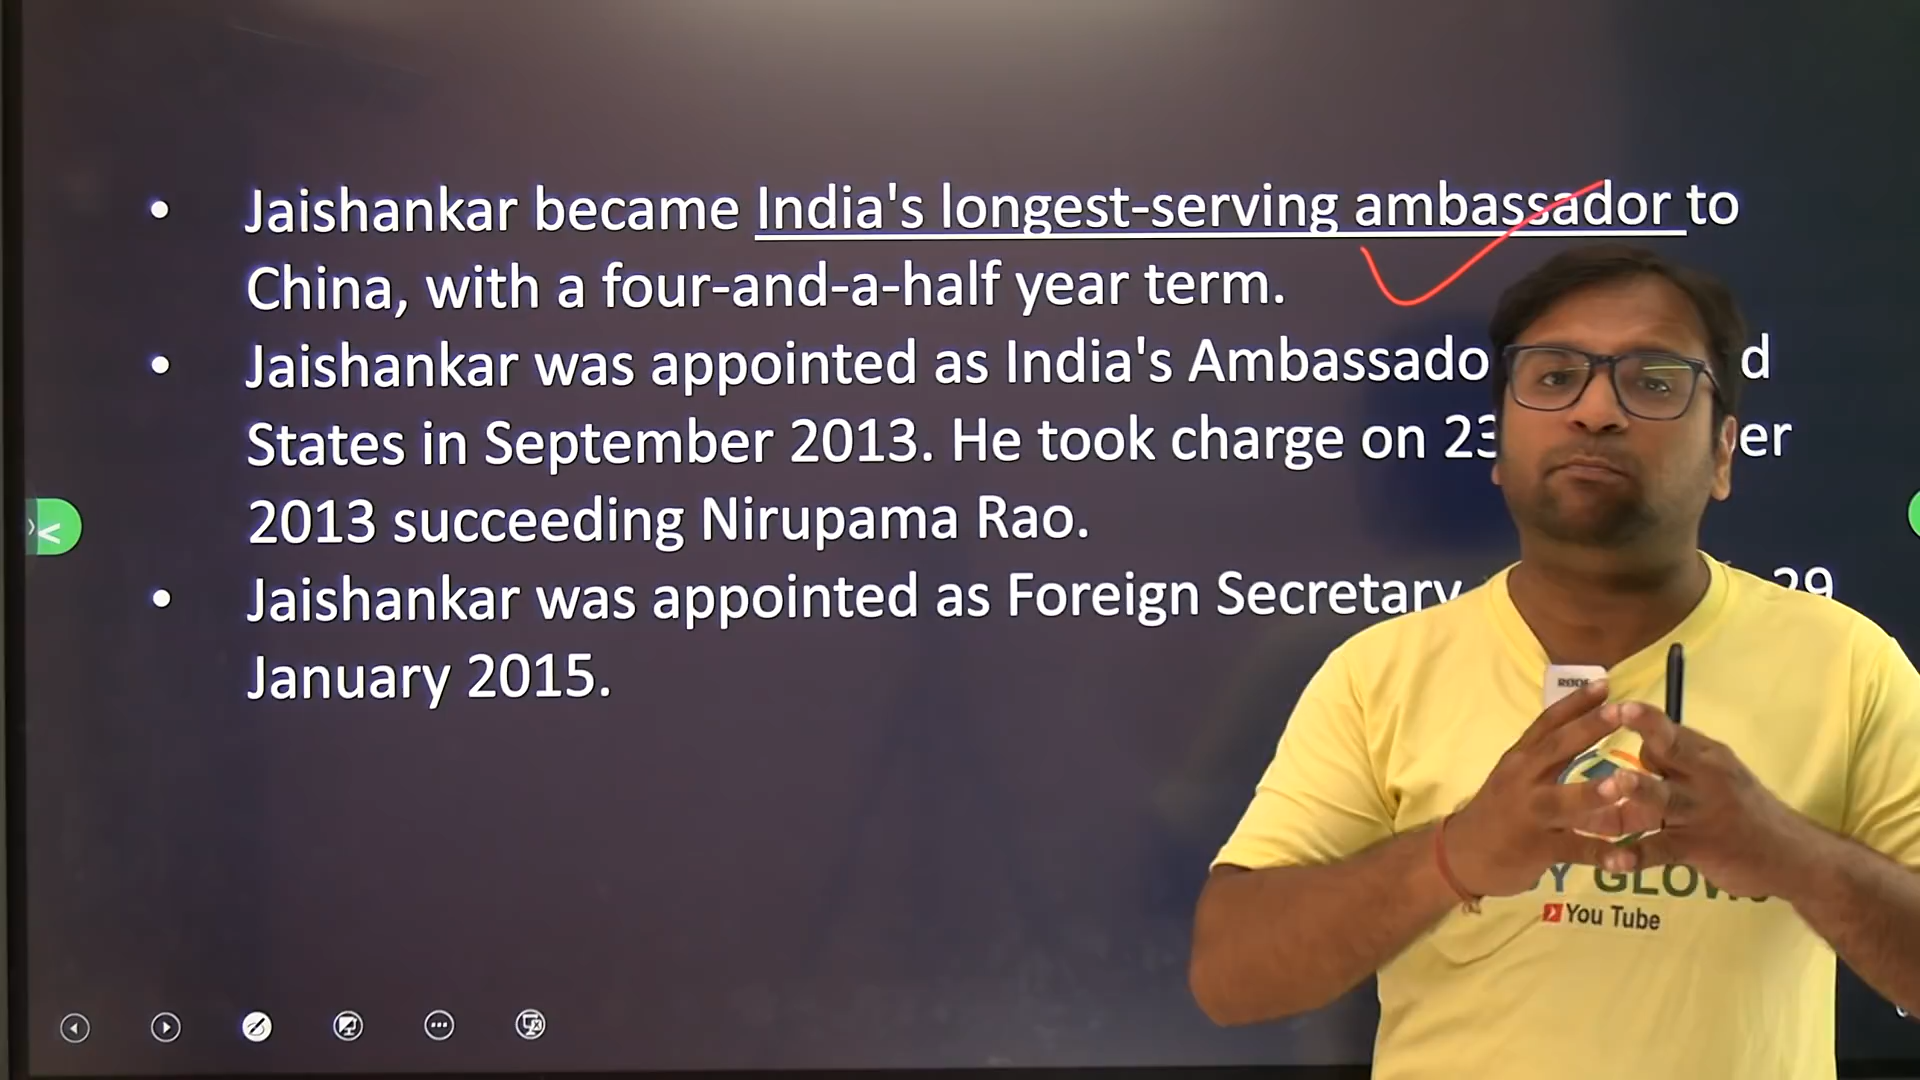 • Jaishankar became India's longest-serving ambassador to
China, with a four-and-a-half year term.
• Jaishankar was appointed as India's Ambassado d
States in September 2013. He took charge on 23 er
2013 succeeding Nirupama Rao.
• Jaishankar was appointed as Foreign Secretary 29
January 2015.
RODE
GLOW
You Tube